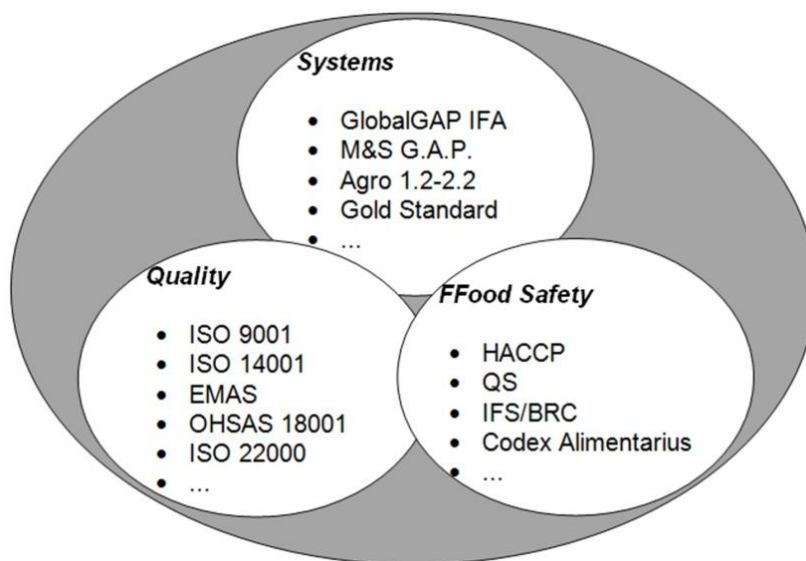 Systems
• GlobalGAP IFA
• M&S G.A.P.
• Agro 1.2-2.2
• Gold Standard
• ...
Quality
• ISO 9001
• ISO 14001
• EMAS
• OHSAS 18001
• ISO 22000
• ...
FFood Safety
• HACCP
• QS
• IFS/BRC
• Codex Alimentarius
• ...